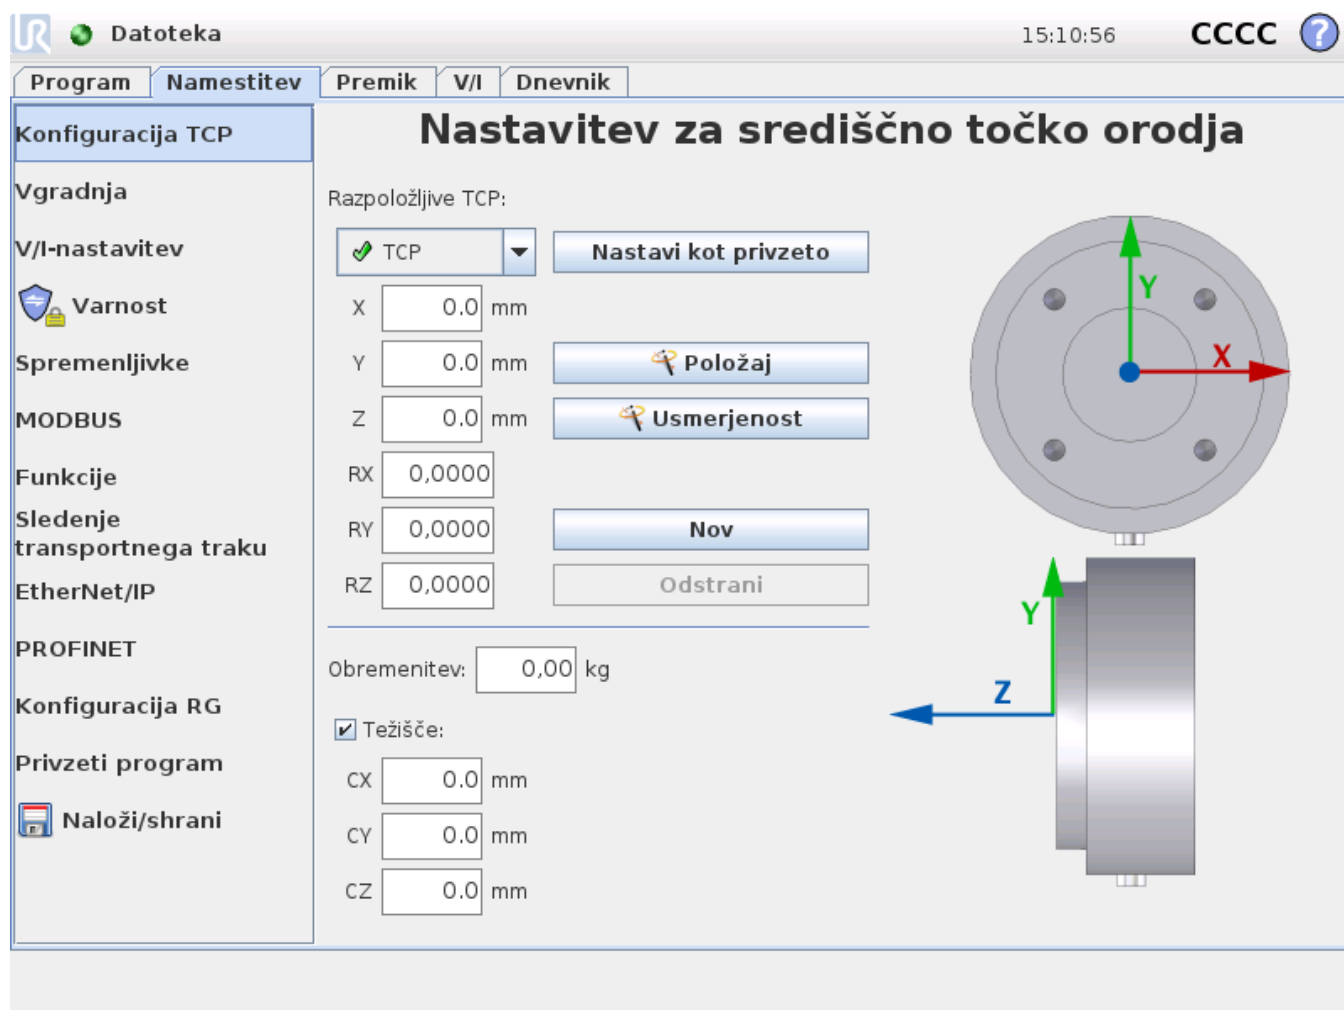 UR Datoteka 15:10:56 CCCC ?
Program Namestitev Premik V/I Dnevnik
Konfiguracija TCP
Vgradnja
V/I-nastavitev
Varnost
Spremenljivke
MODBUS
Funkcije
Sledenje
transportnega traku
EtherNet/IP
PROFINET
Konfiguracija RG
Privzeti program
Naloži/shrani
Nastavitev za središčno točko orodja
Razpoložljive TCP:
TCP Nastavi kot privzeto
X 0.0 mm
Y 0.0 mm Položaj
Z 0.0 mm Usmerjenost
RX 0,0000
RY 0,0000 Nov
RZ 0,0000 Odstrani
Obremenitev: 0,00 kg
Težišče:
CX 0.0 mm
CY 0.0 mm
CZ 0.0 mm
Y
X
Y
Z